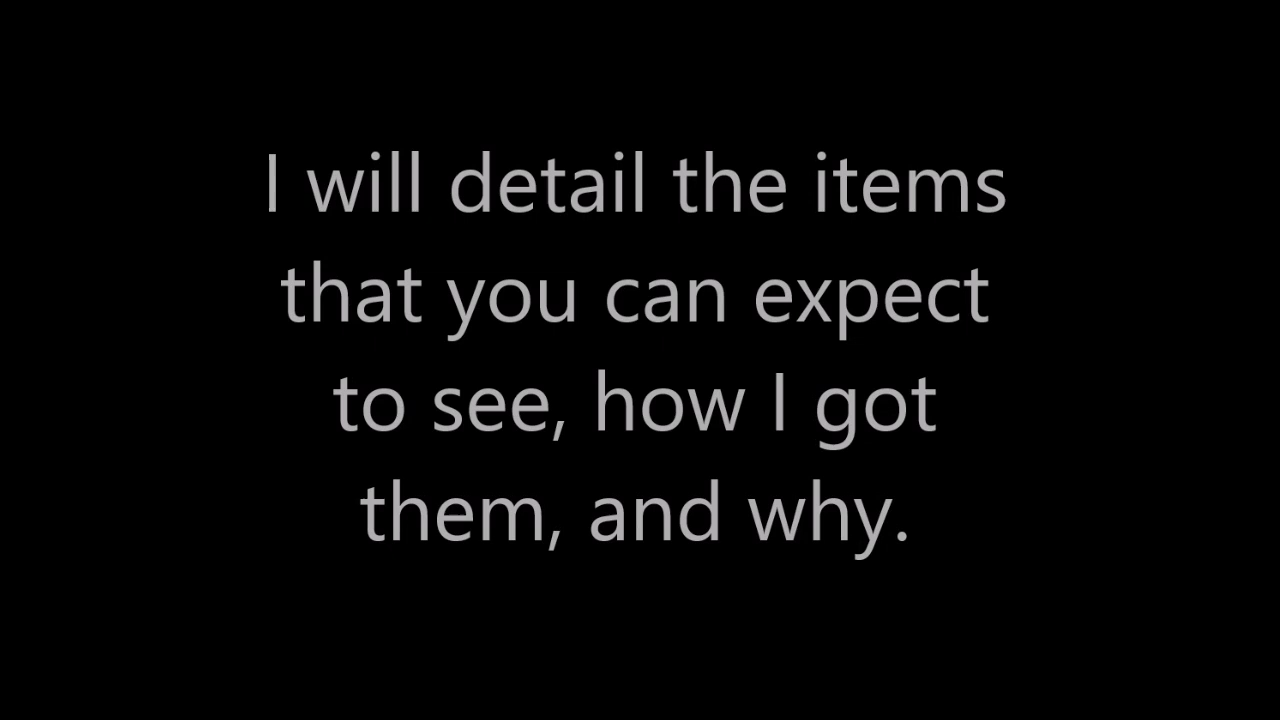 I will detail the items
that you can expect
to see, how I got
them, and why.